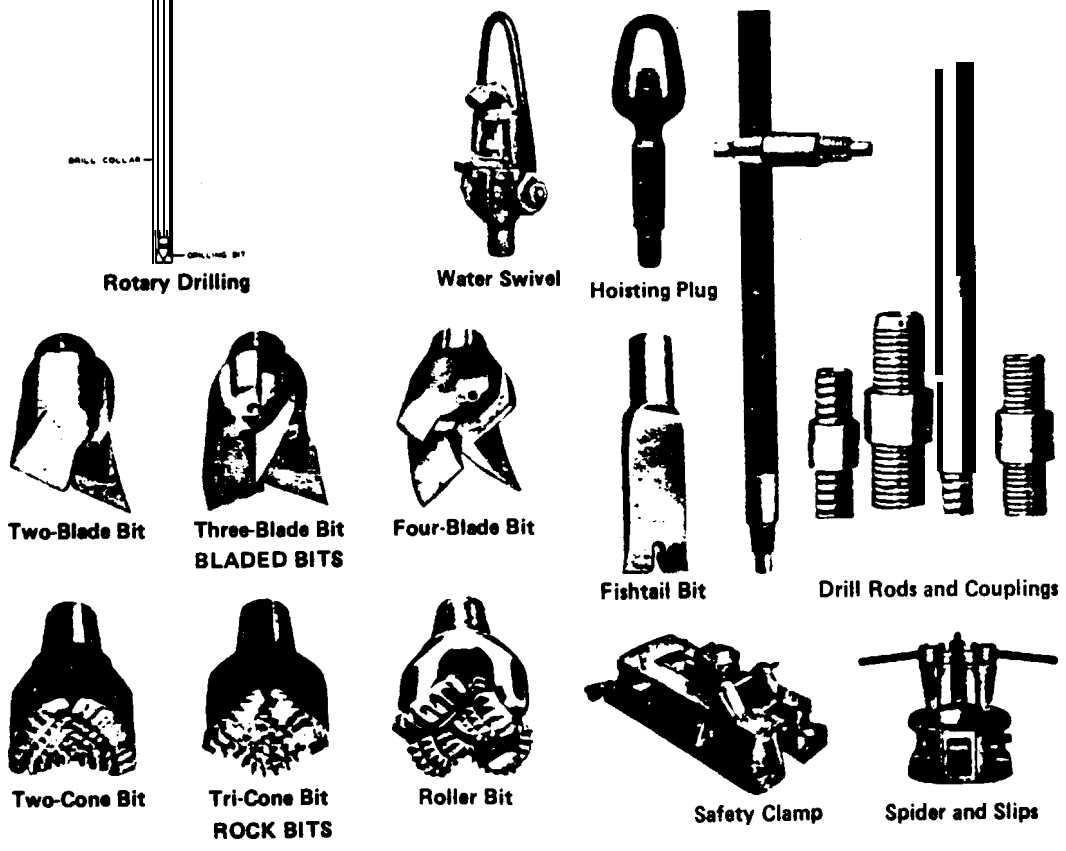 DRILL COLLAR
DRILLING BIT
Rotary Drilling
Water Swivel
Hoisting Plug
Two-Blade Bit
Three-Blade Bit
Four-Blade Bit
BLADED BITS
Fishtail Bit
Drill Rods and Couplings
Two-Cone Bit
Tri-Cone Bit
Roller Bit
ROCK BITS
Safety Clamp
Spider and Slips